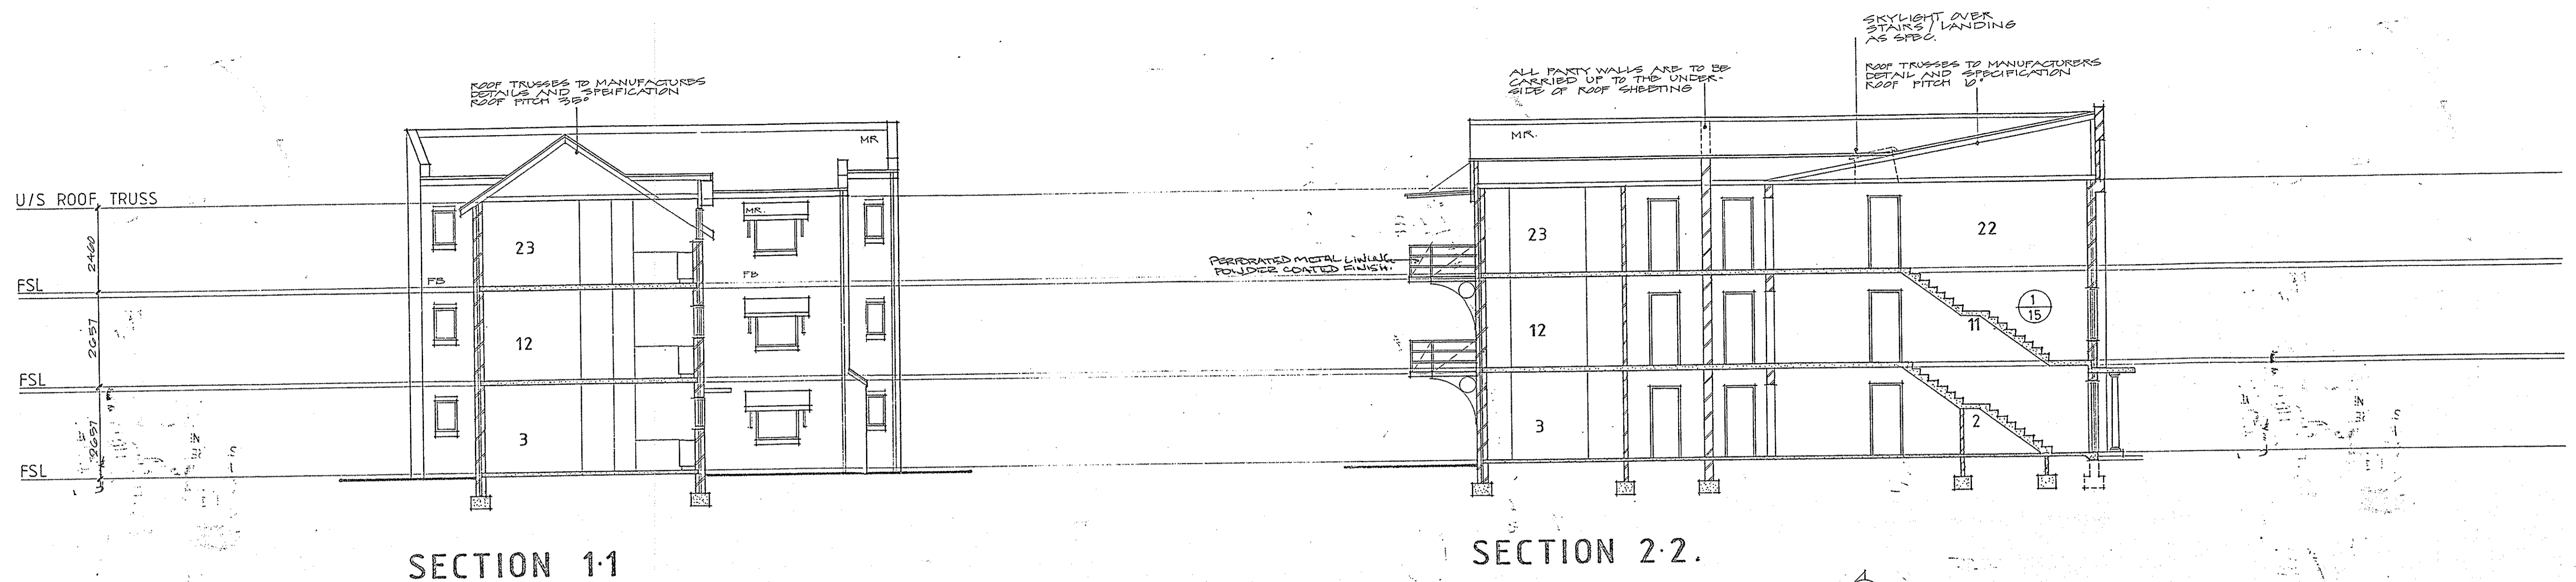 ROOF TRUSSES TO MANUFACTURES
DETAILS AND SPEIFICATION
ROOF PITCH 35°
MR
U/S ROOF TRUSS
2460
FSL
2657
FSL
2657
FSL
23
12
3
FB
MR.
FB
SECTION 1·1
SKYLIGHT OVER
STAIRS / LANDING
AS SPEC.
ALL PARTY WALLS ARE TO BE
CARRIED UP TO THE UNDER-
SIDE OF ROOF SHEETING
ROOF TRUSSES TO MANUFACTURERS
DETAIL AND SPECIFICATION
ROOF PITCH 10°
MR.
PERFORATED METAL LINING
POWDER COATED FINISH.
23
22
12
11
1
15
3
2
SECTION 2·2.